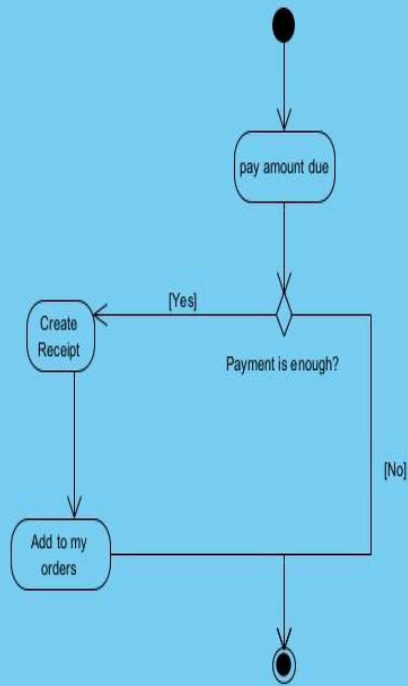 pay amount due
[Yes]
Create
Receipt
Payment is enough?
[No]
Add to my
orders